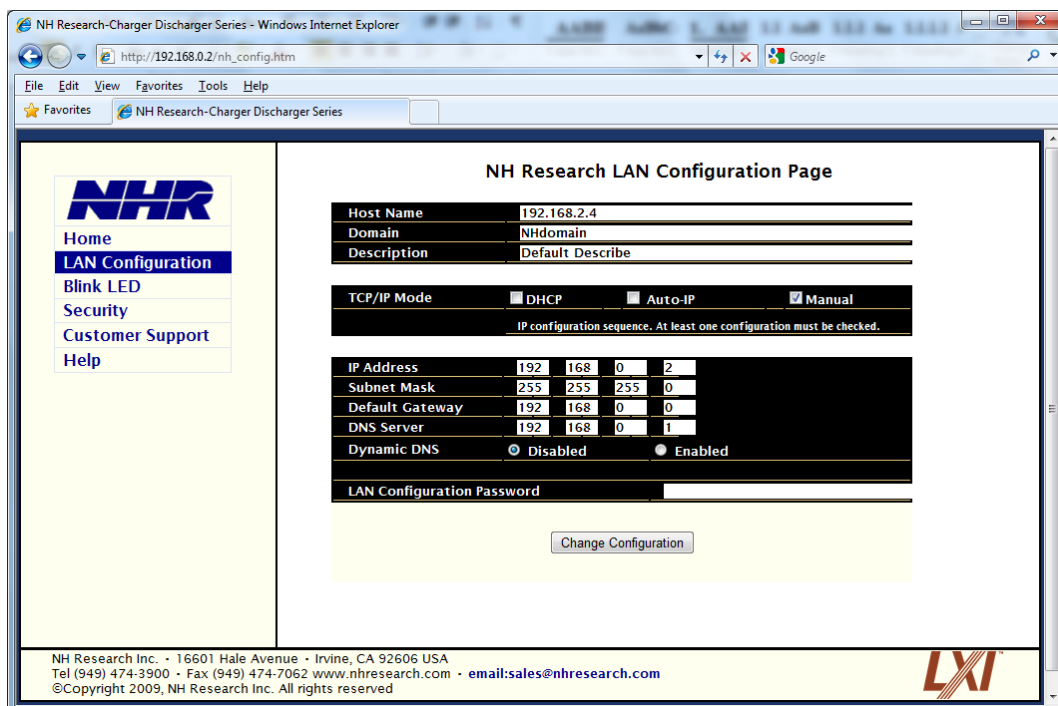 NH Research-Charger Discharger Series - Windows Internet Explorer
http://192.168.0.2/nh_config.htm
Google
File Edit View Favorites Tools Help
Favorites
NH Research-Charger Discharger Series
NHR
Home
LAN Configuration
Blink LED
Security
Customer Support
Help
NH Research LAN Configuration Page
Host Name 192.168.2.4
Domain NHdomain
Description Default Describe
TCP/IP Mode DHCP Auto-IP Manual
IP configuration sequence. At least one configuration must be checked.
IP Address 192 168 0 2
Subnet Mask 255 255 255 0
Default Gateway 192 168 0 0
DNS Server 192 168 0 1
Dynamic DNS Disabled Enabled
LAN Configuration Password
Change Configuration
NH Research Inc. • 16601 Hale Avenue • Irvine, CA 92606 USA
Tel (949) 474-3900 • Fax (949) 474-7062 www.nhresearch.com • email:sales@nhresearch.com
©Copyright 2009, NH Research Inc. All rights reserved
LXI™